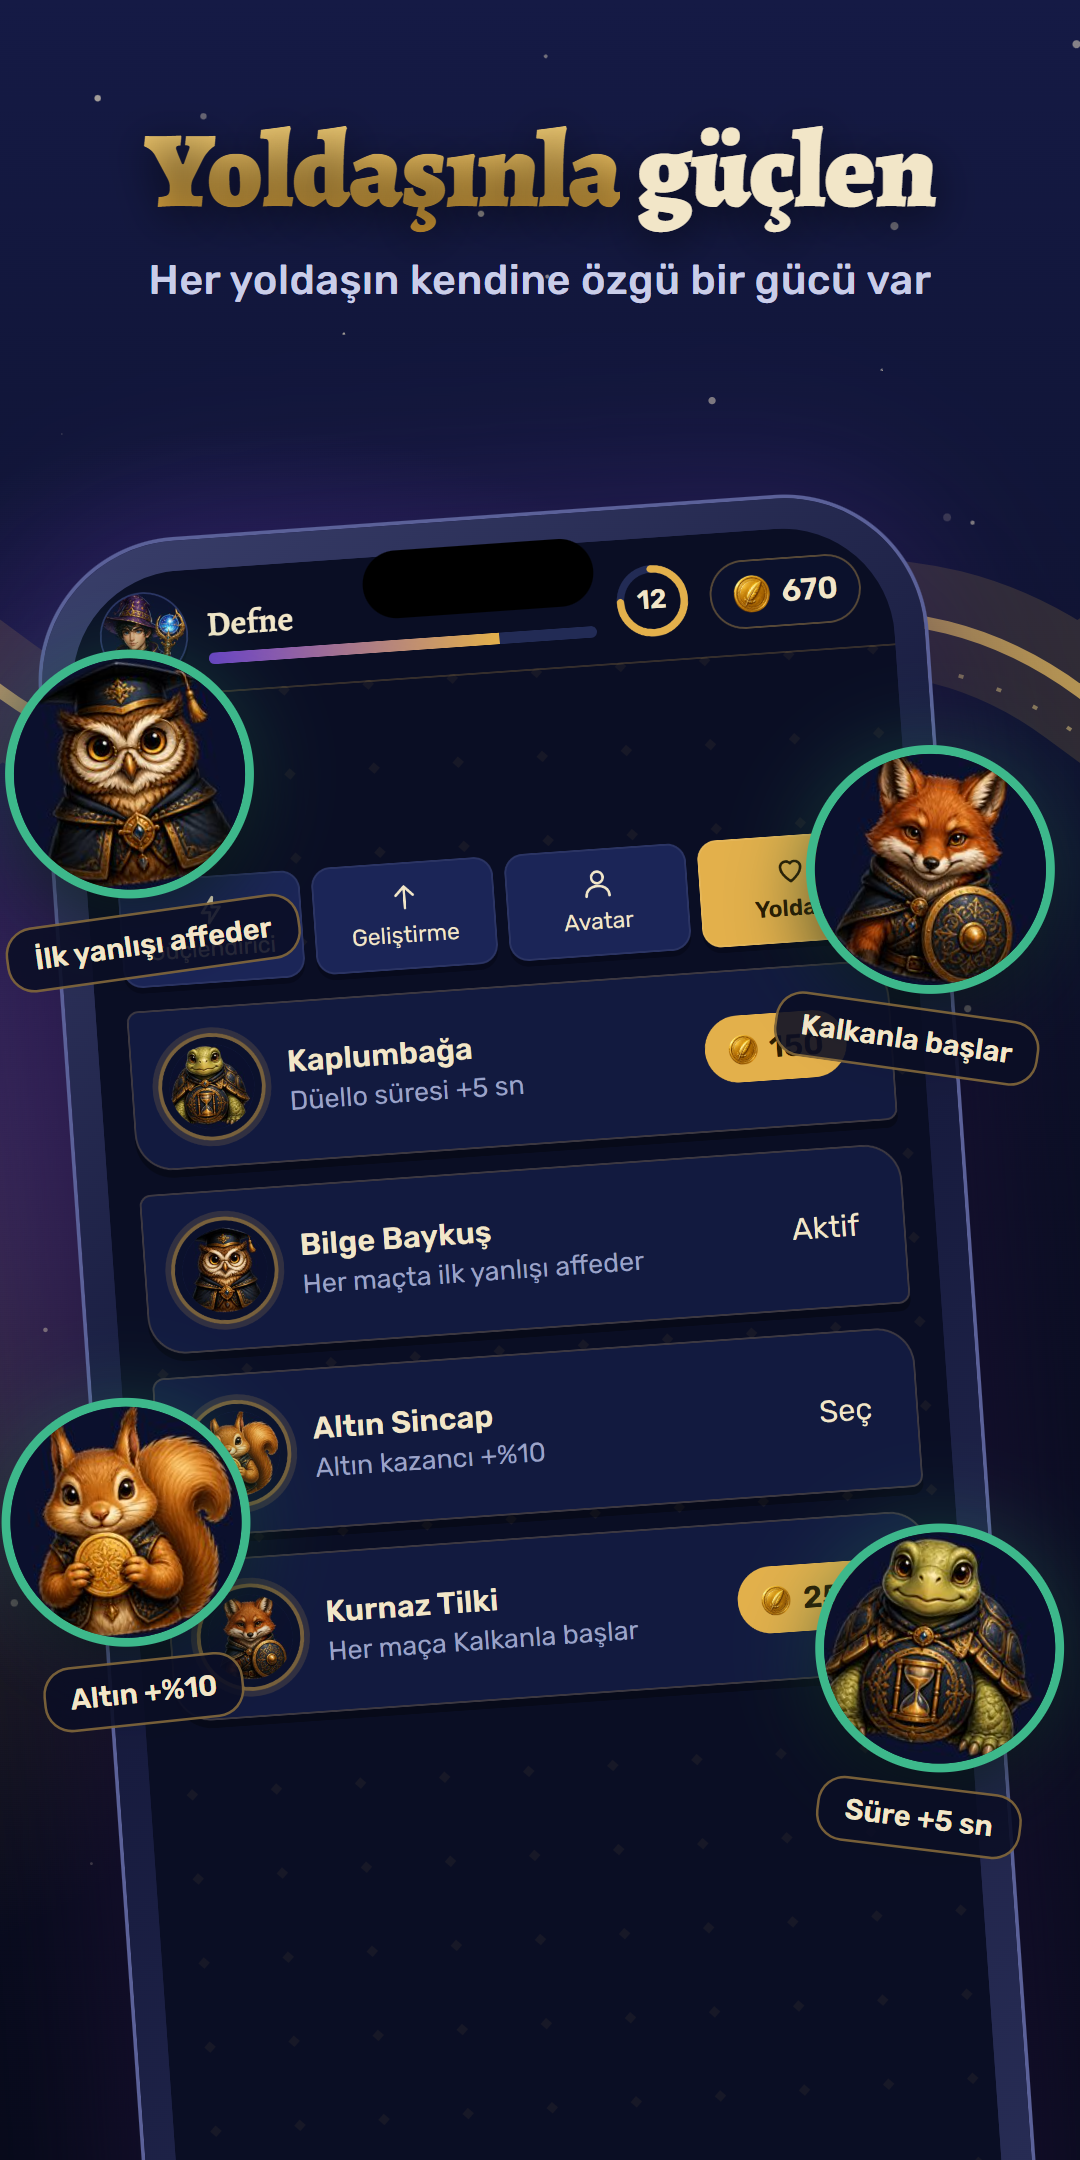 Yoldaşınla güçlen
Her yoldaşın kendine özgü bir gücü var
Defne
12
670
İlk yanlışı affeder
Geliştirme
Avatar
Kalkanla başlar
Kaplumbağa
Düello süresi +5 sn
150
Bilge Baykuş
Her maçta ilk yanlışı affeder
Aktif
Altın Sincap
Altın kazancı +%10
Seç
Kurnaz Tilki
Her maça Kalkanla başlar
Altın +%10
Süre +5 sn